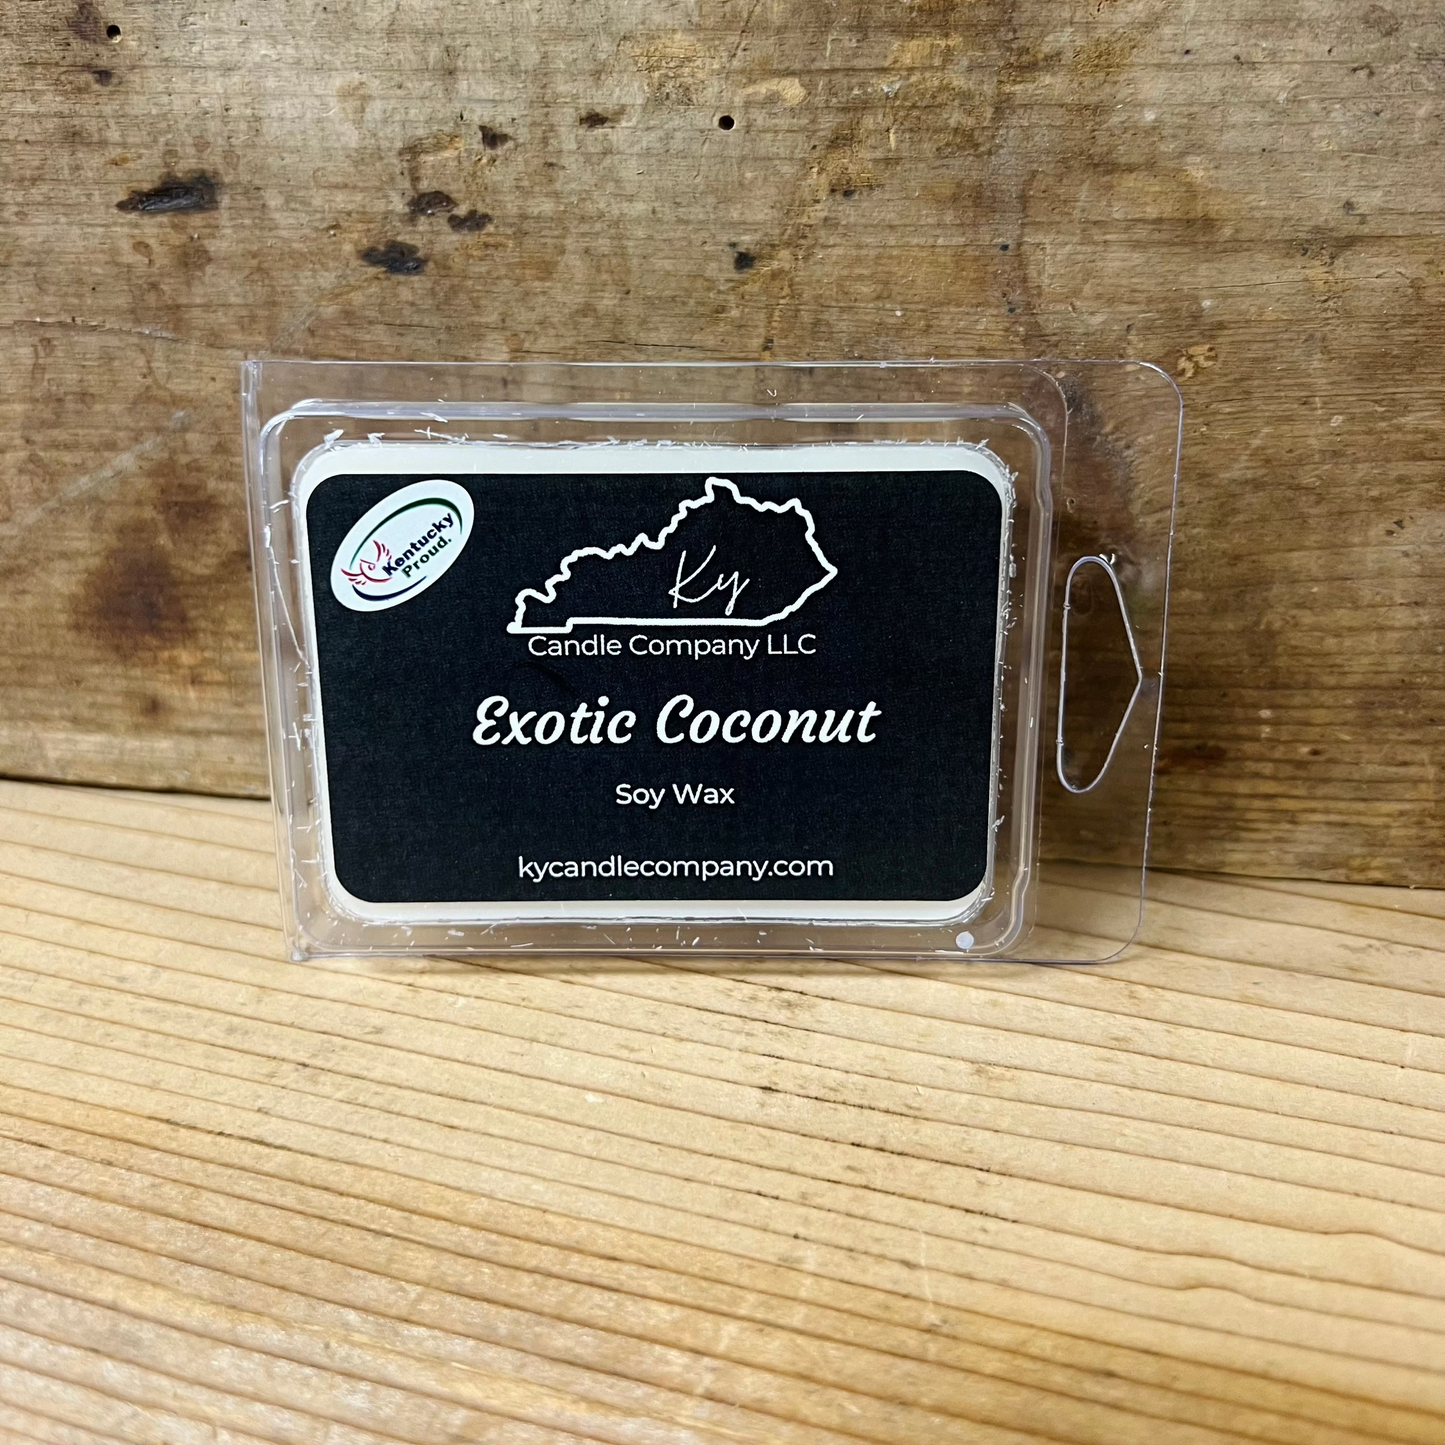 Kentucky
Proud.
Ky
Candle Company LLC
Exotic Coconut
Soy Wax
kycandlecompany.com